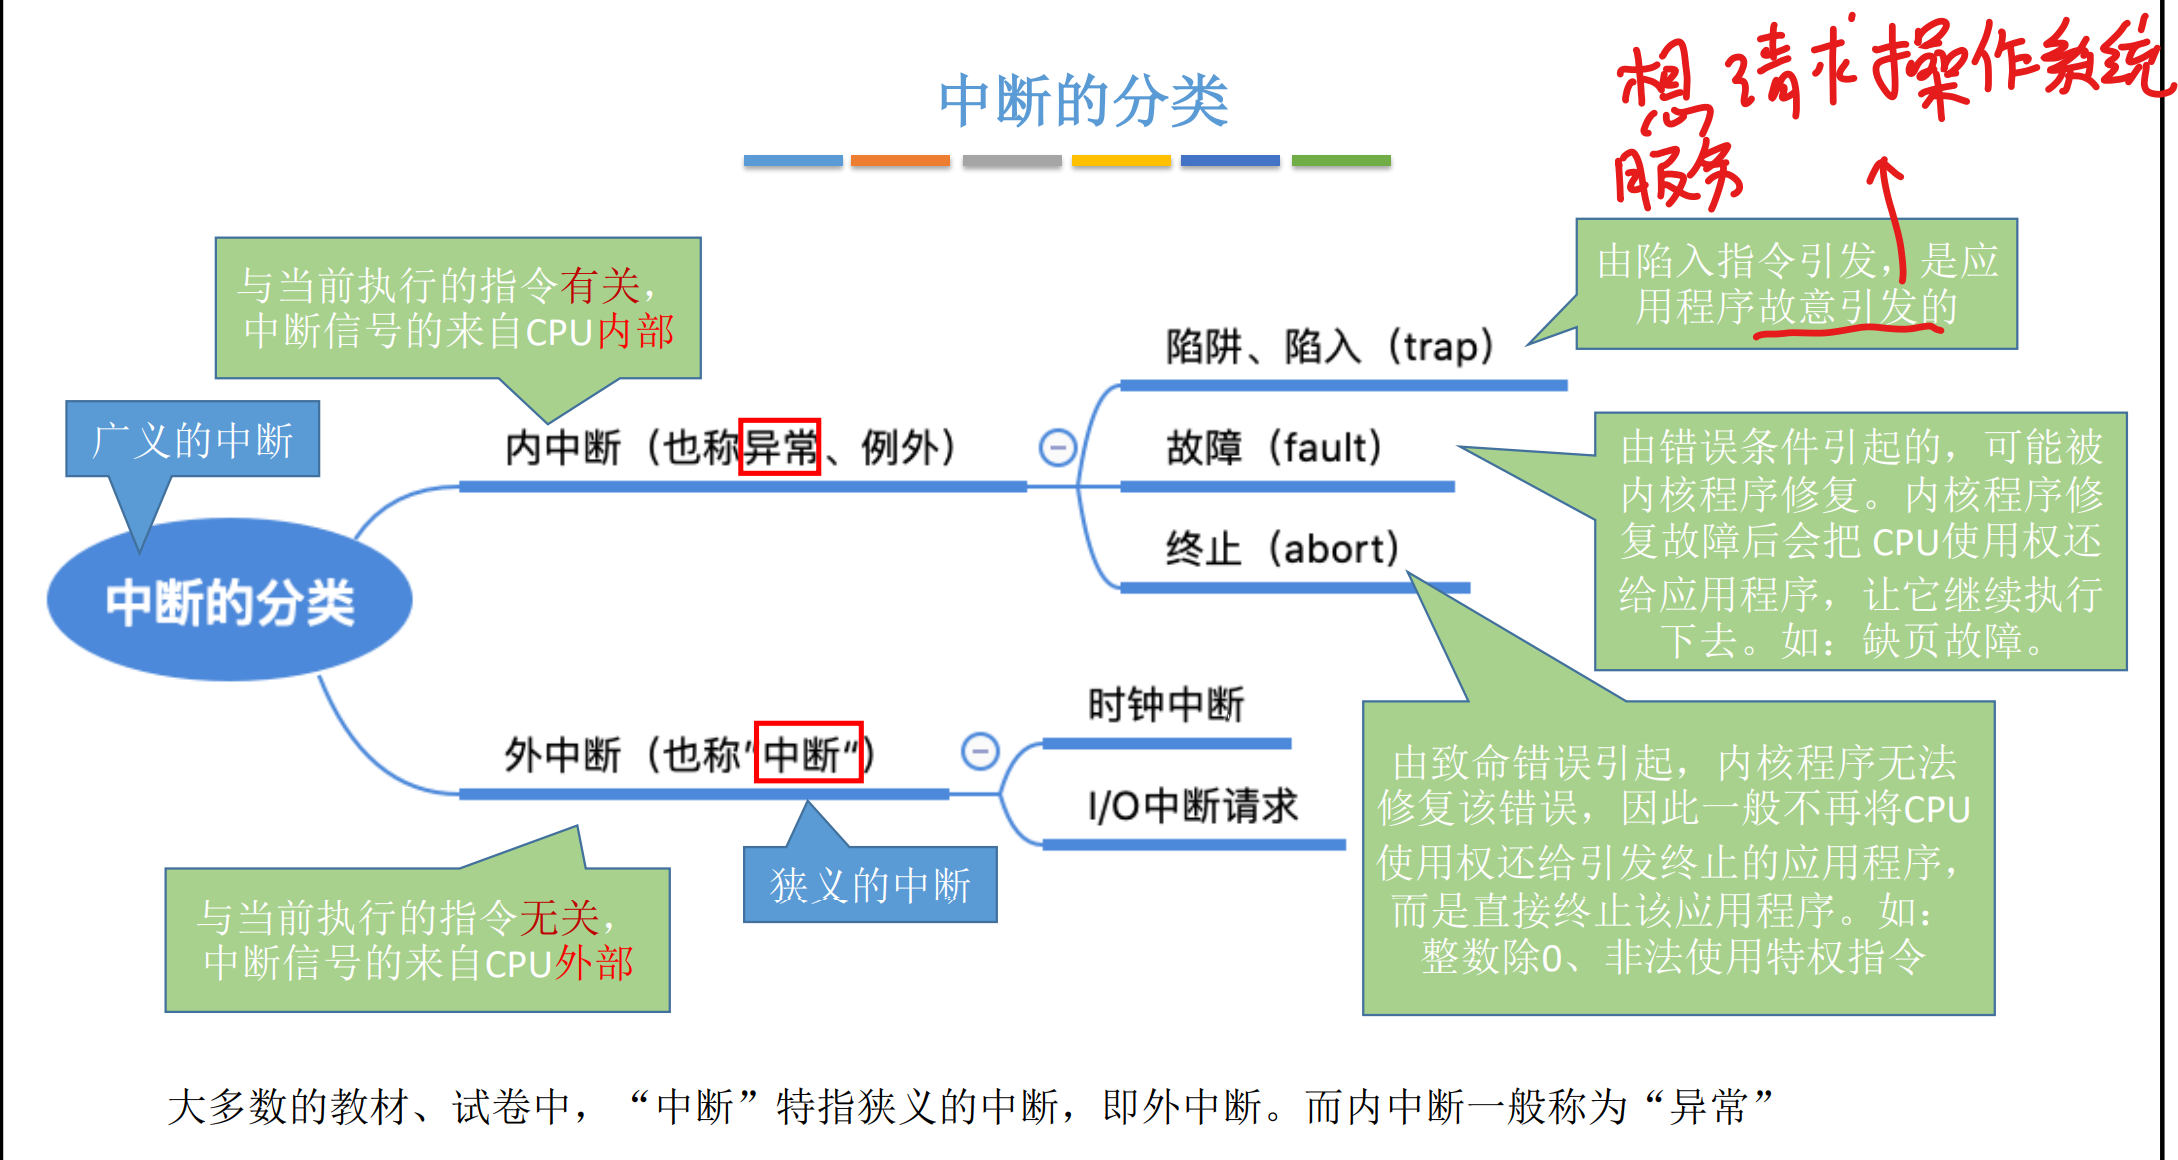 中断的分类
想请求操作系统
服务
由陷入指令引发，是应
用程序故意引发的
与当前执行的指令有关，
中断信号的来自CPU内部
陷阱、陷入（trap）
广义的中断
内中断（也称异常、例外）
故障（fault）
由错误条件引起的，可能被
内核程序修复。内核程序修
复故障后会把 CPU使用权还
给应用程序，让它继续执行
下去。如：缺页故障。
终止（abort）
中断的分类
时钟中断
外中断（也称“中断“）
I/O中断请求
由致命错误引起，内核程序无法
修复该错误，因此一般不再将CPU
使用权还给引发终止的应用程序，
而是直接终止该应用程序。如：
整数除0、非法使用特权指令
狭义的中断
与当前执行的指令无关，
中断信号的来自CPU外部
大多数的教材、试卷中，“中断”特指狭义的中断，即外中断。而内中断一般称为“异常”